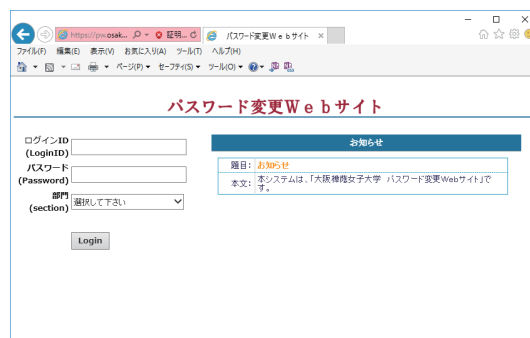 https://pw.osak... 証明... パスワード変更Ｗｅｂサイト
ファイル(F) 編集(E) 表示(V) お気に入り(A) ツール(T) ヘルプ(H)
ページ(P) セーフティ(S) ツール(O)
パスワード変更Ｗｅｂサイト
ログインID
(LoginID)
パスワード
(Password)
部門
(section)
選択して下さい
Login
お知らせ
題目: お知らせ
本文: 本システムは、「大阪樟蔭女子大学 パスワード変更Webサイト」で
す。